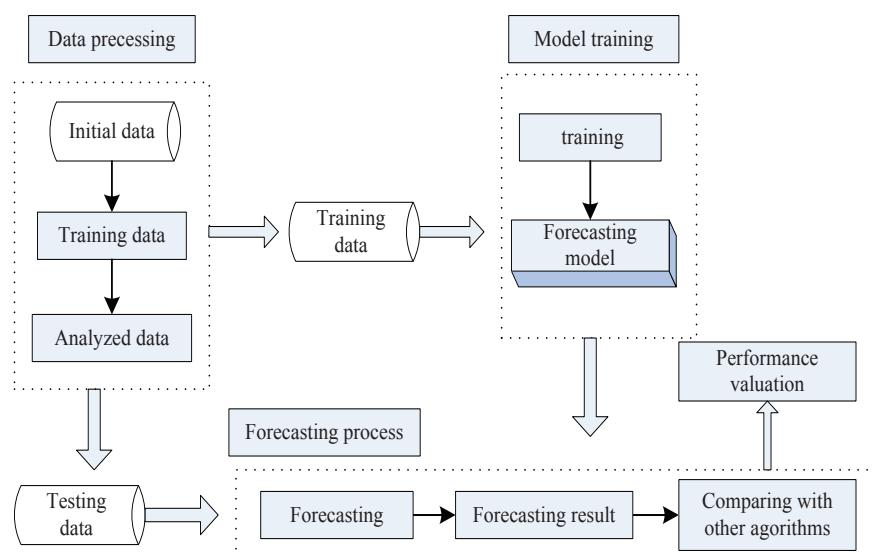 Data precessing
Model training
Initial data
training
Training data
Training
data
Forecasting
model
Analyzed data
Performance
valuation
Forecasting process
Testing
data
Forecasting
Forecasting result
Comparing with
other agorithms